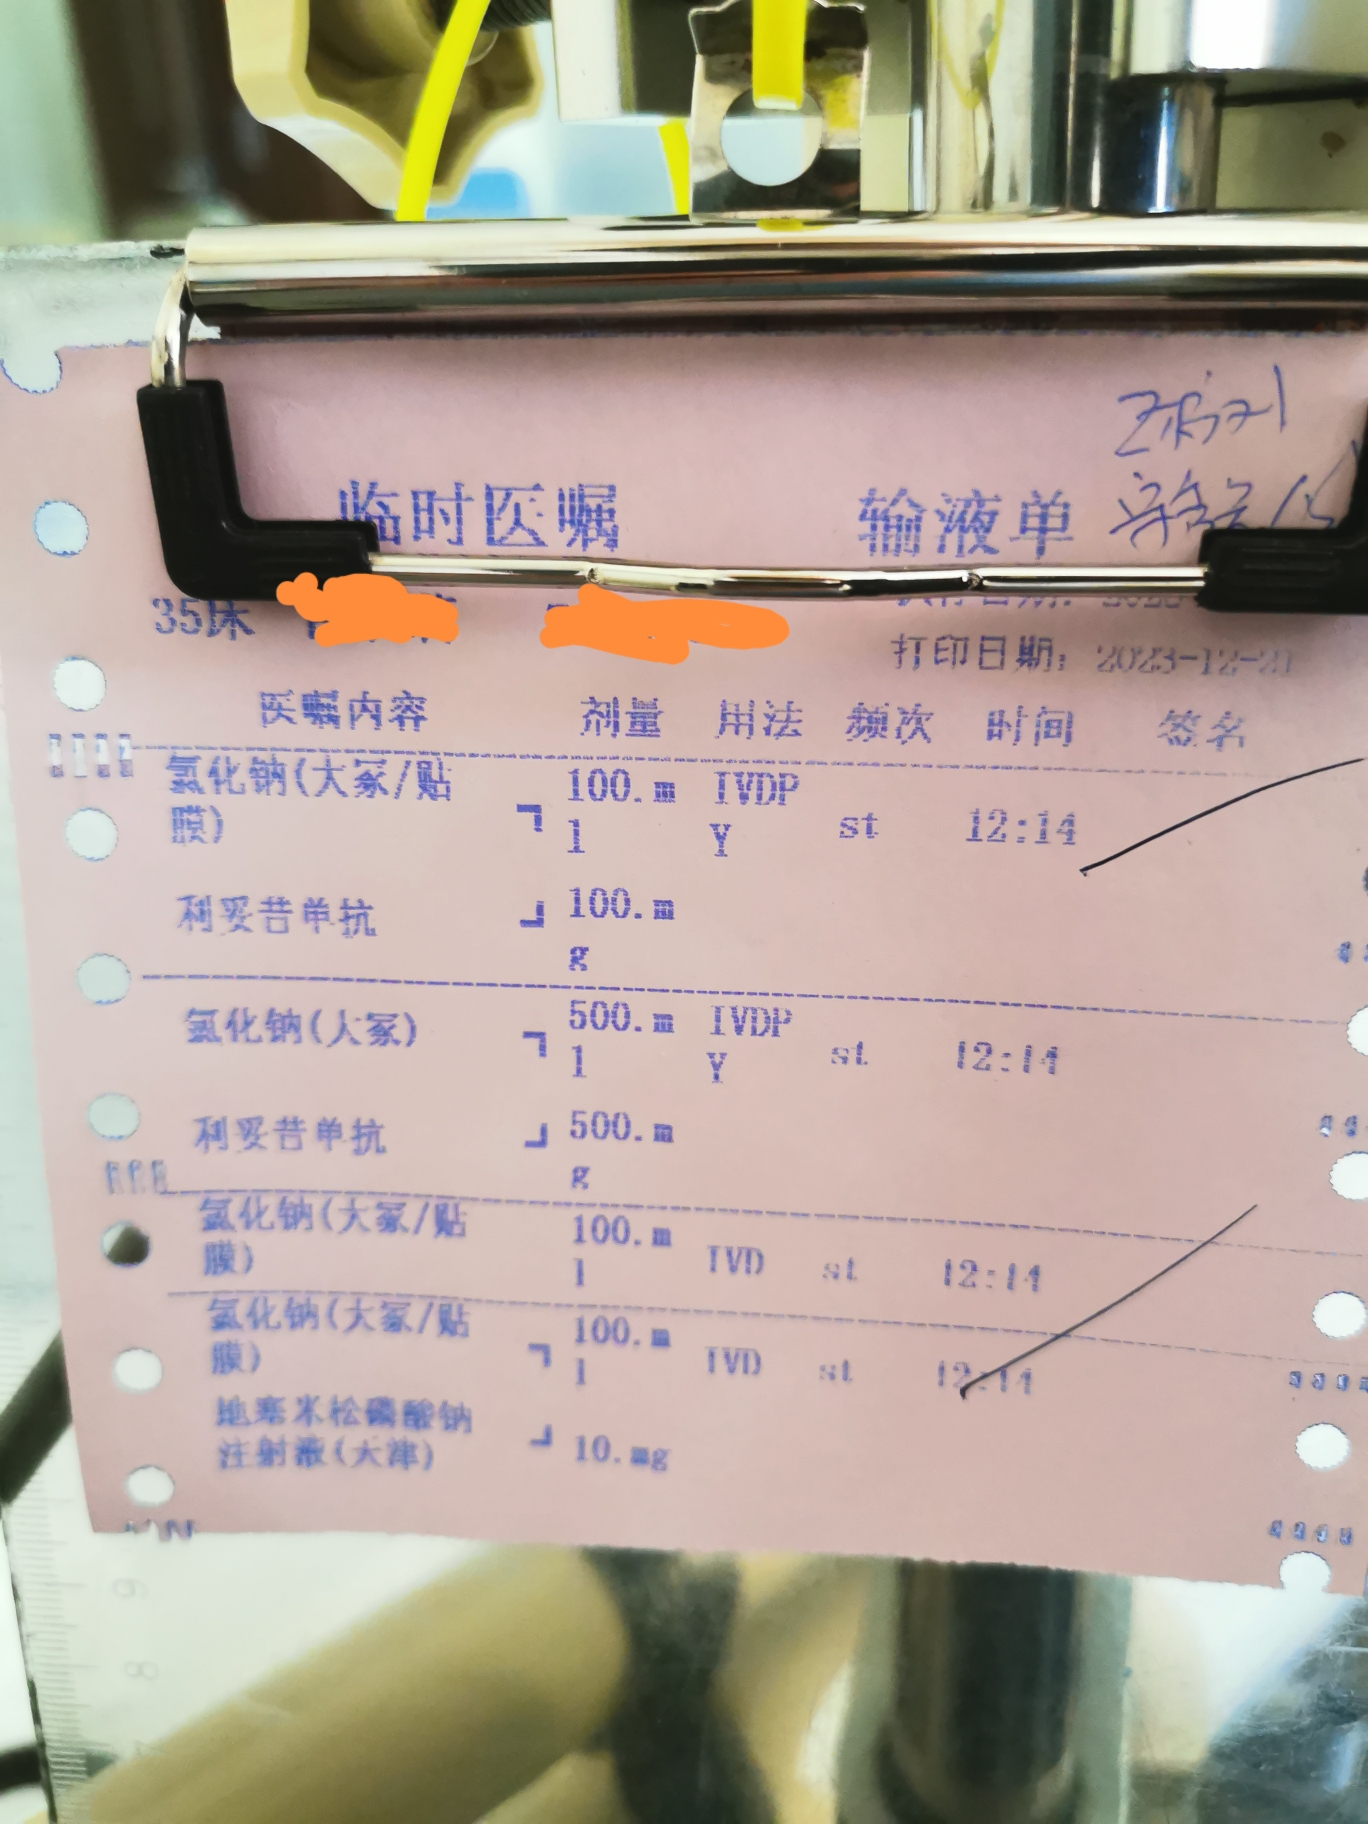 临时医嘱 输液单
35床
打印日期: 2023-12-21
医嘱内容 剂量 用法 频次 时间 签名
氯化钠(大冢/贴 100.m IVDP
膜) ┐ l Y st 12:14
利妥昔单抗 ┘ 100.m
g
氯化钠(大冢) 500.m IVDP
┐ l Y st 12:14
利妥昔单抗 ┘ 500.m
g
氯化钠(大冢/贴 100.m
膜) l IVD st 12:14
氯化钠(大冢/贴 100.m
膜) ┐ l IVD st 12:14
地塞米松磷酸钠
注射液(天津) ┘ 10.mg